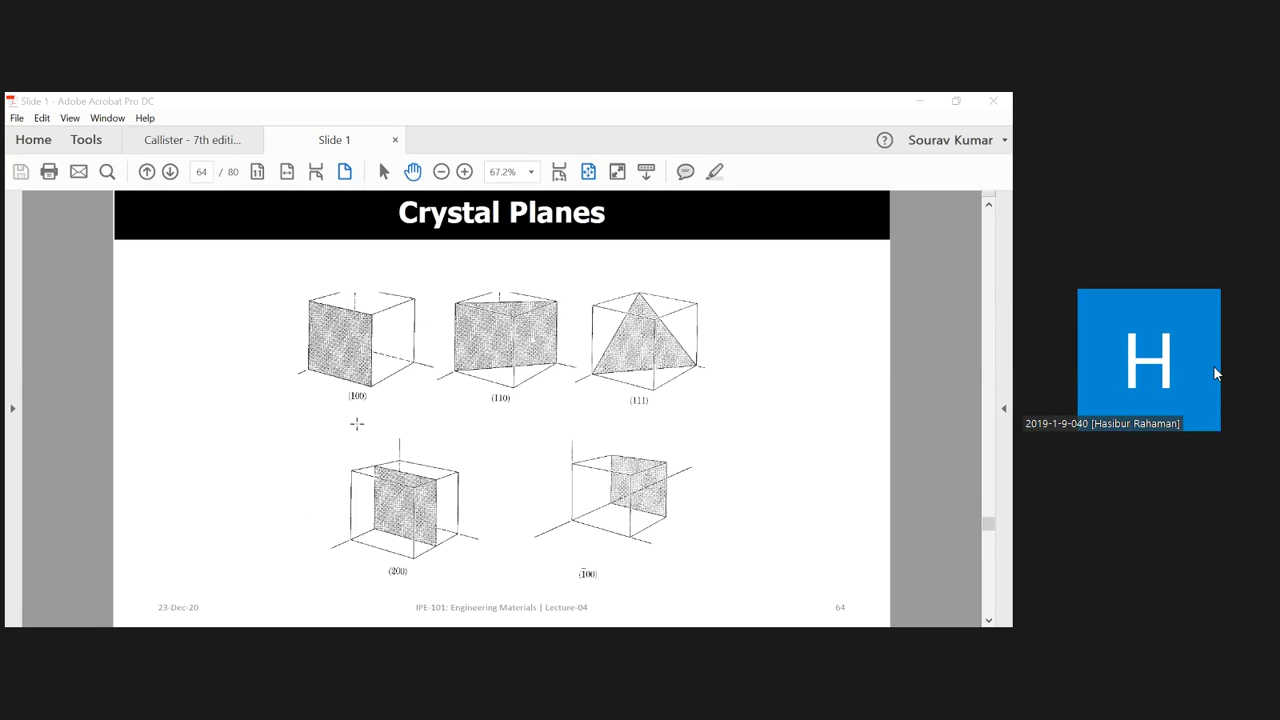 Slide 1 - Adobe Acrobat Pro DC
File Edit View Window Help
Home Tools Callister - 7th editi... Slide 1 × ? Sourav Kumar
64 / 80 67.2%
Crystal Planes
(100) (110) (111)
(200) (1̅00)
23-Dec-20 IPE-101: Engineering Materials | Lecture-04 64
H
2019-1-9-040 [Hasibur Rahaman]